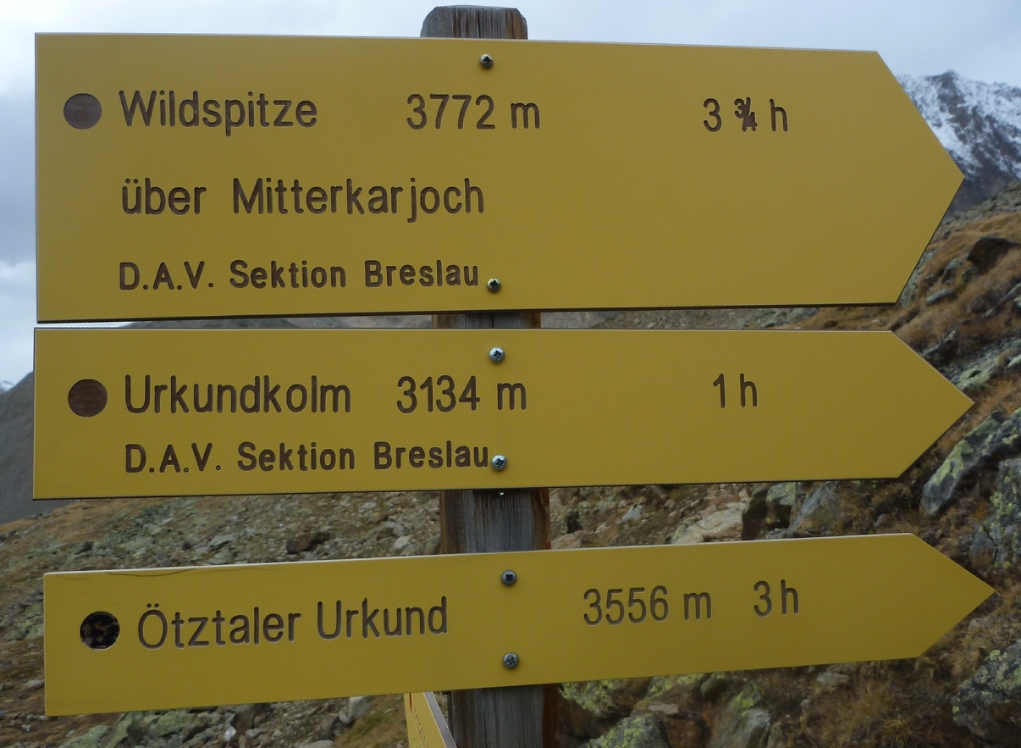 Wildspitze 3772 m 3 ¾ h
über Mitterkarjoch
D.A.V. Sektion Breslau
Urkundkolm 3134 m 1 h
D.A.V. Sektion Breslau
Ötztaler Urkund 3556 m 3 h